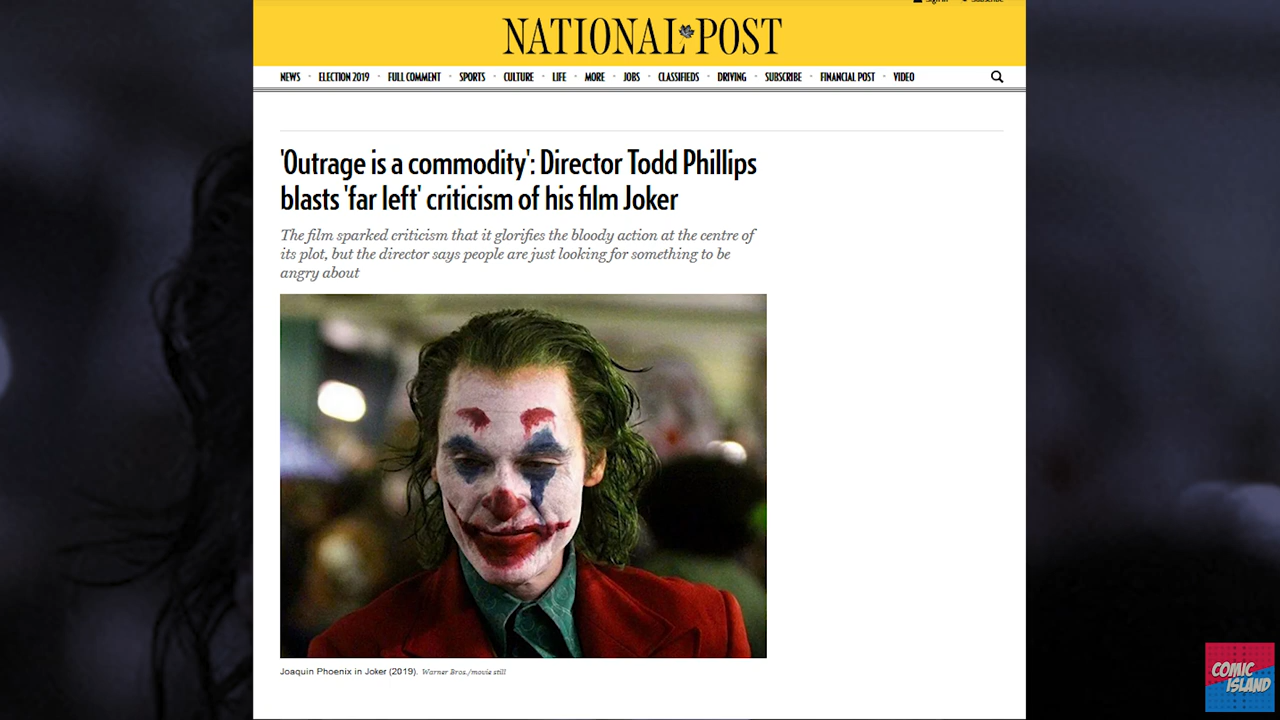 NATIONAL POST
NEWS • ELECTION 2019 • FULL COMMENT • SPORTS • CULTURE • LIFE • MORE • JOBS • CLASSIFIEDS • DRIVING • SUBSCRIBE • FINANCIAL POST • VIDEO
'Outrage is a commodity': Director Todd Phillips
blasts 'far left' criticism of his film Joker
The film sparked criticism that it glorifies the bloody action at the centre of
its plot, but the director says people are just looking for something to be
angry about
Joaquin Phoenix in Joker (2019). Warner Bros./movie still
COMIC
ISLAND